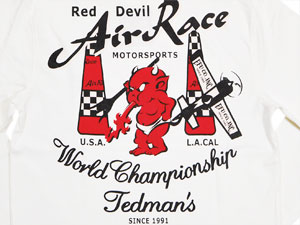 Red Devil
Air Race
MOTORSPORTS
U.S.A.
L.A.CAL
World Championship
Tedman's
SINCE 1991